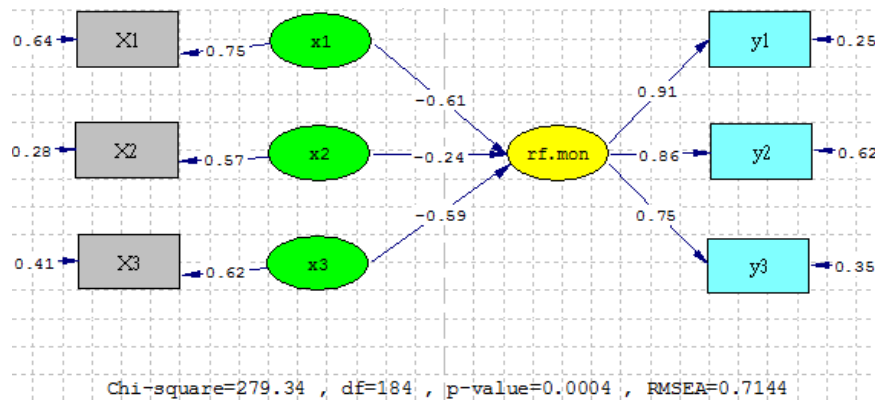 0.64 X1 0.75 x1 y1 0.25
-0.61 0.91
0.28 X2 0.57 x2 -0.24 rf.mon 0.86 y2 0.62
-0.59 0.75
0.41 X3 0.62 x3 y3 0.35
Chi-square=279.34 , df=184 , p-value=0.0004 , RMSEA=0.7144